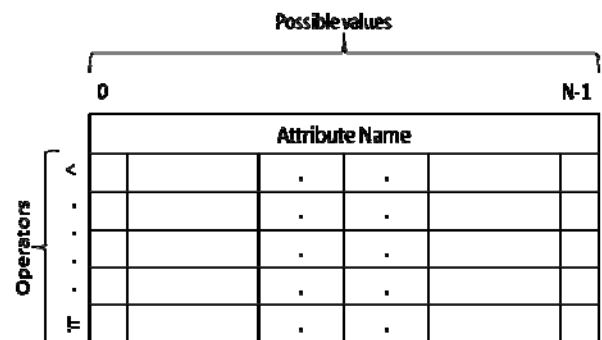 Possible values
0 N-1
Attribute Name
<
. .
. . .
. . .
. . .
Operators
. .